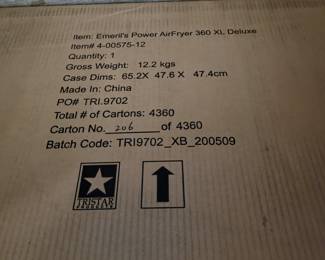 Item: Emeril's Power AirFryer 360 XL Deluxe
Item# 4-00575-12
Quantity: 1
Gross Weight: 12.2 kgs
Case Dims: 65.2X 47.6 X 47.4cm
Made In: China
PO# TRI.9702
Total # of Cartons: 4360
Carton No. 206 of 4360
Batch Code: TRI9702_XB_200509
TRISTAR